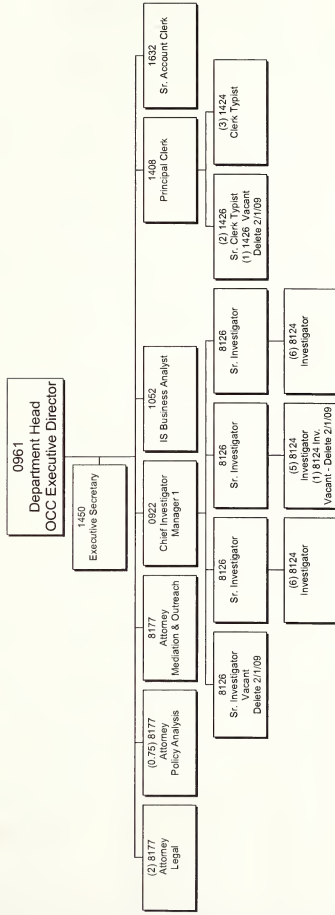 0961
Department Head
OCC Executive Director
1450
Executive Secretary
(2) 8177
Attorney
Legal
(0.75) 8177
Attorney
Policy Analysis
8177
Attorney
Mediation & Outreach
0922
Chief Investigator
Manager 1
1052
IS Business Analyst
1408
Principal Clerk
1632
Sr. Account Clerk
8126
Sr. Investigator
Vacant
Delete 2/1/09
8126
Sr. Investigator
8126
Sr. Investigator
8126
Sr. Investigator
(2) 1426
Sr. Clerk Typist
(1) 1426 Vacant
Delete 2/1/09
(3) 1424
Clerk Typist
(6) 8124
Investigator
(5) 8124
Investigator
(1) 8124 Inv.
Vacant - Delete 2/1/09
(6) 8124
Investigator